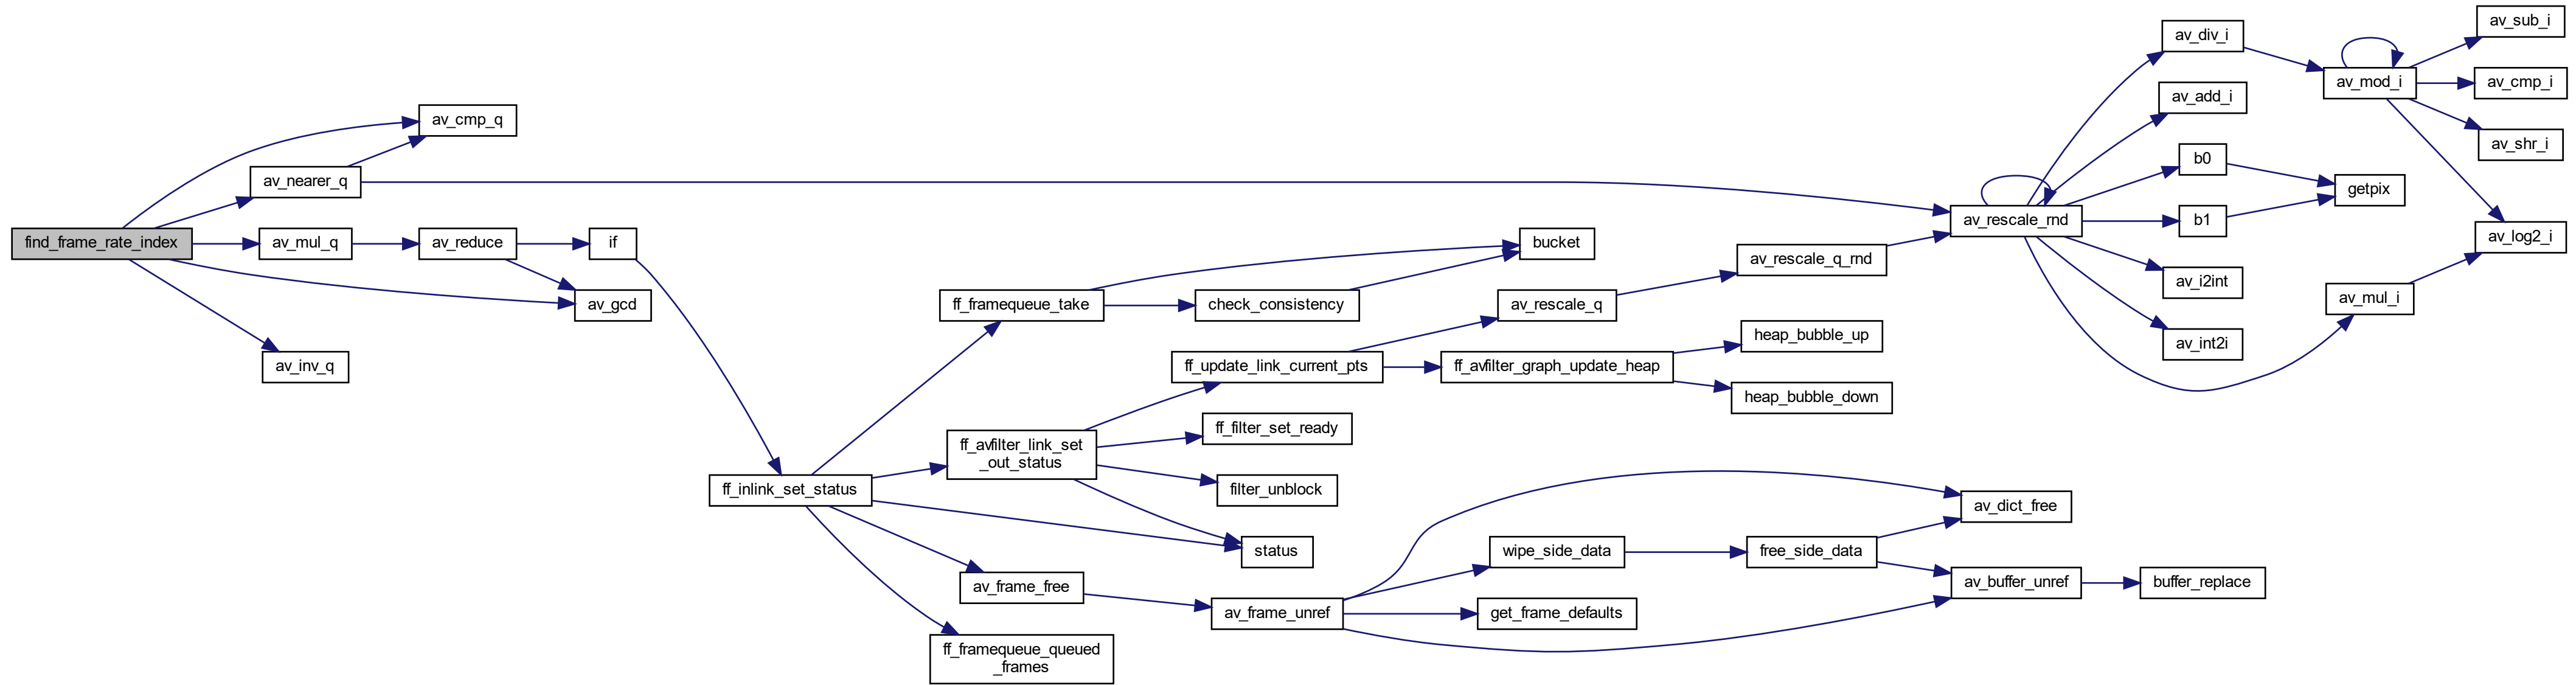 find_frame_rate_index
av_cmp_q
av_nearer_q
av_mul_q
av_reduce
if
av_gcd
av_inv_q
ff_inlink_set_status
ff_framequeue_take
check_consistency
bucket
ff_avfilter_link_set
_out_status
ff_update_link_current_pts
av_rescale_q
av_rescale_q_rnd
ff_avfilter_graph_update_heap
heap_bubble_up
heap_bubble_down
ff_filter_set_ready
filter_unblock
status
av_frame_free
ff_framequeue_queued
_frames
av_frame_unref
wipe_side_data
get_frame_defaults
free_side_data
av_dict_free
av_buffer_unref
buffer_replace
av_rescale_rnd
av_div_i
av_add_i
b0
b1
av_i2int
av_int2i
getpix
av_mul_i
av_mod_i
av_sub_i
av_cmp_i
av_shr_i
av_log2_i